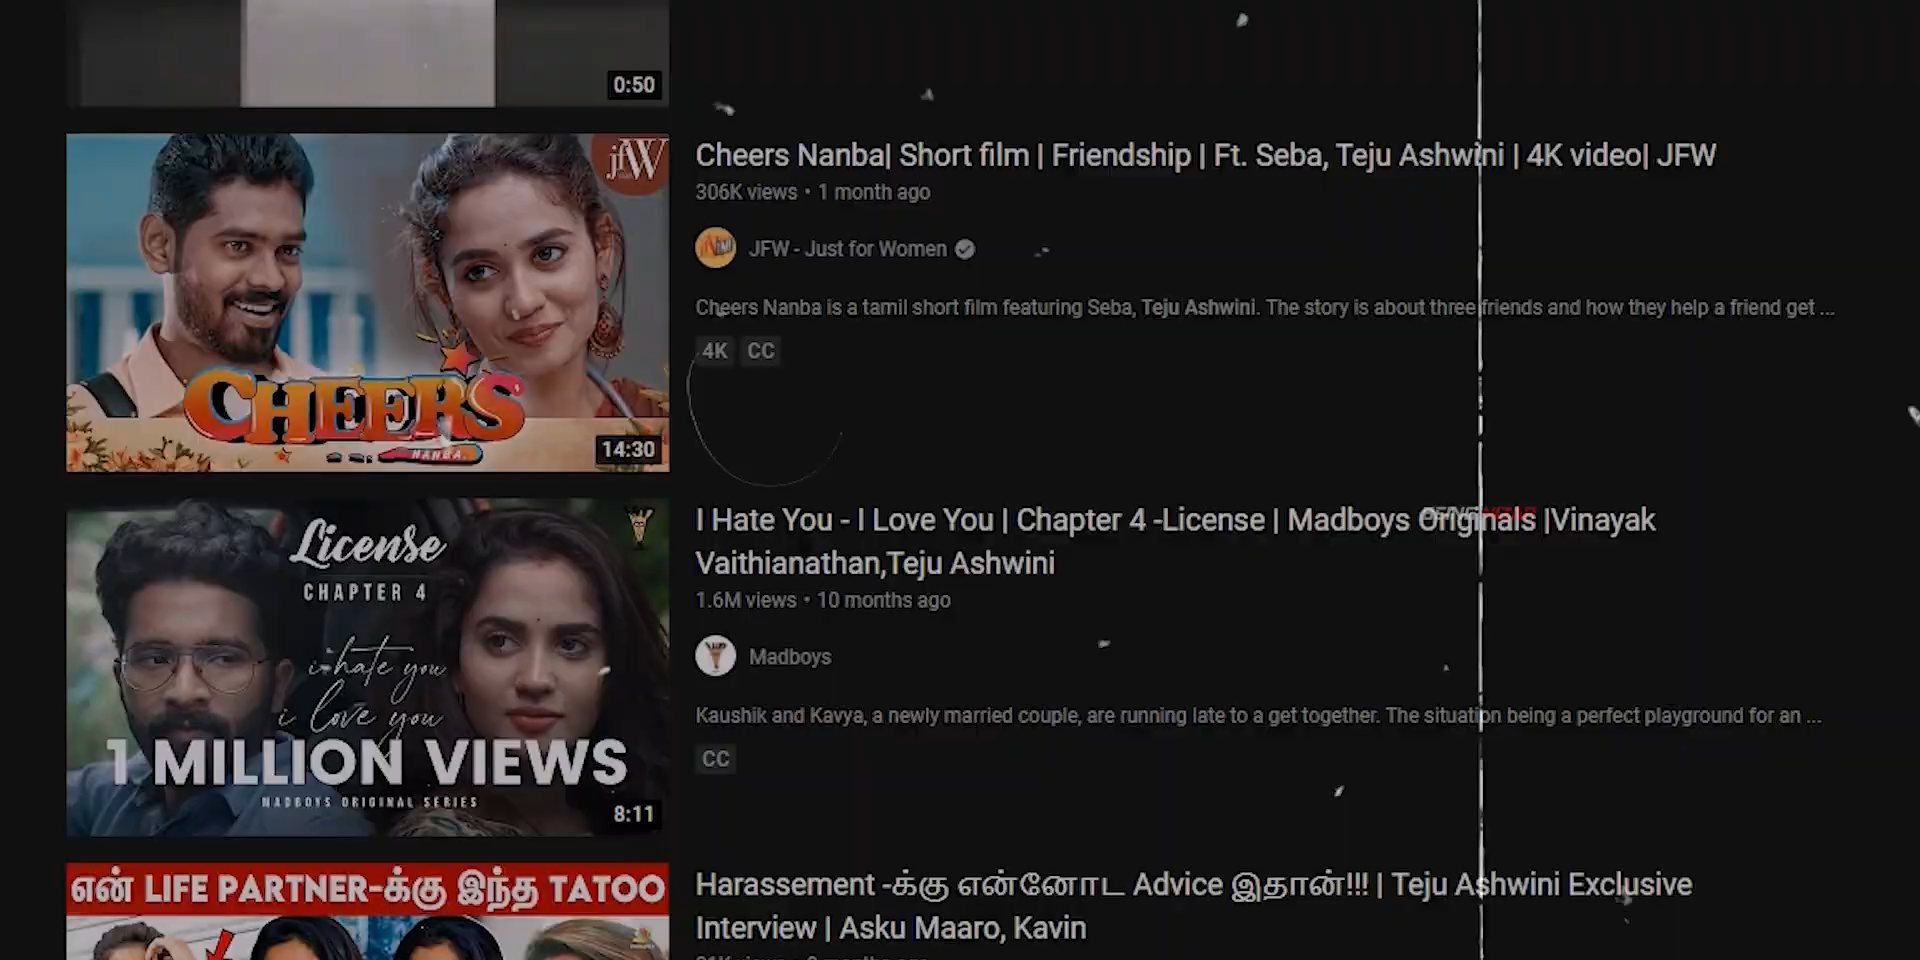 0:50
jfW
CHEERS
NANBA
14:30
Cheers Nanba| Short film | Friendship | Ft. Seba, Teju Ashwini | 4K video| JFW
306K views • 1 month ago
JFW - Just for Women
Cheers Nanba is a tamil short film featuring Seba, Teju Ashwini. The story is about three friends and how they help a friend get ...
4K CC
License
CHAPTER 4
i hate you
i love you
1 MILLION VIEWS
MADBOYS ORIGINAL SERIES
8:11
I Hate You - I Love You | Chapter 4 -License | Madboys Originals |Vinayak
Vaithianathan,Teju Ashwini
1.6M views • 10 months ago
Madboys
Kaushik and Kavya, a newly married couple, are running late to a get together. The situation being a perfect playground for an ...
CC
என் LIFE PARTNER-க்கு இந்த TATOO
Harassement -க்கு என்னோட Advice இதான்!!! | Teju Ashwini Exclusive
Interview | Asku Maaro, Kavin